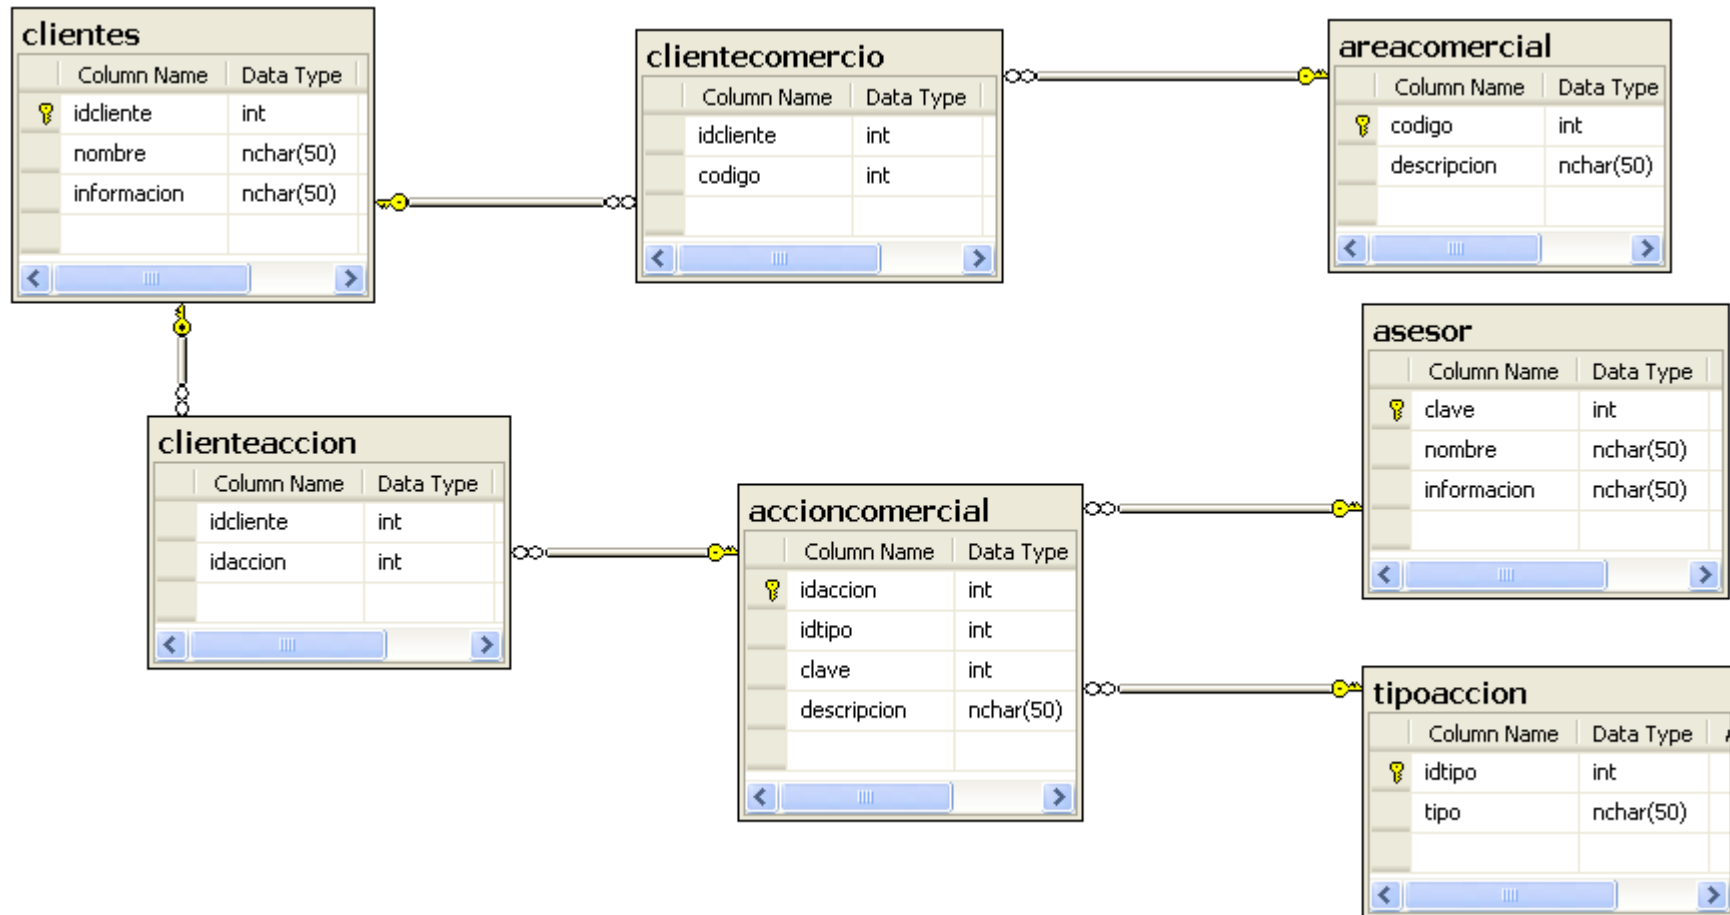 clientes
Column Name Data Type
idcliente int
nombre nchar(50)
informacion nchar(50)
clientecomercio
Column Name Data Type
idcliente int
codigo int
areacomercial
Column Name Data Type
codigo int
descripcion nchar(50)
clienteaccion
Column Name Data Type
idcliente int
idaccion int
accioncomercial
Column Name Data Type
idaccion int
idtipo int
clave int
descripcion nchar(50)
asesor
Column Name Data Type
clave int
nombre nchar(50)
informacion nchar(50)
tipoaccion
Column Name Data Type
idtipo int
tipo nchar(50)